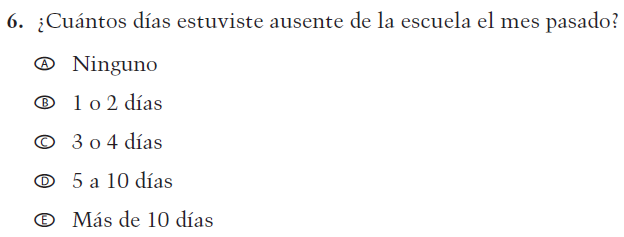 6. ¿Cuántos días estuviste ausente de la escuela el mes pasado?
A Ninguno
B 1 o 2 días
C 3 o 4 días
D 5 a 10 días
E Más de 10 días